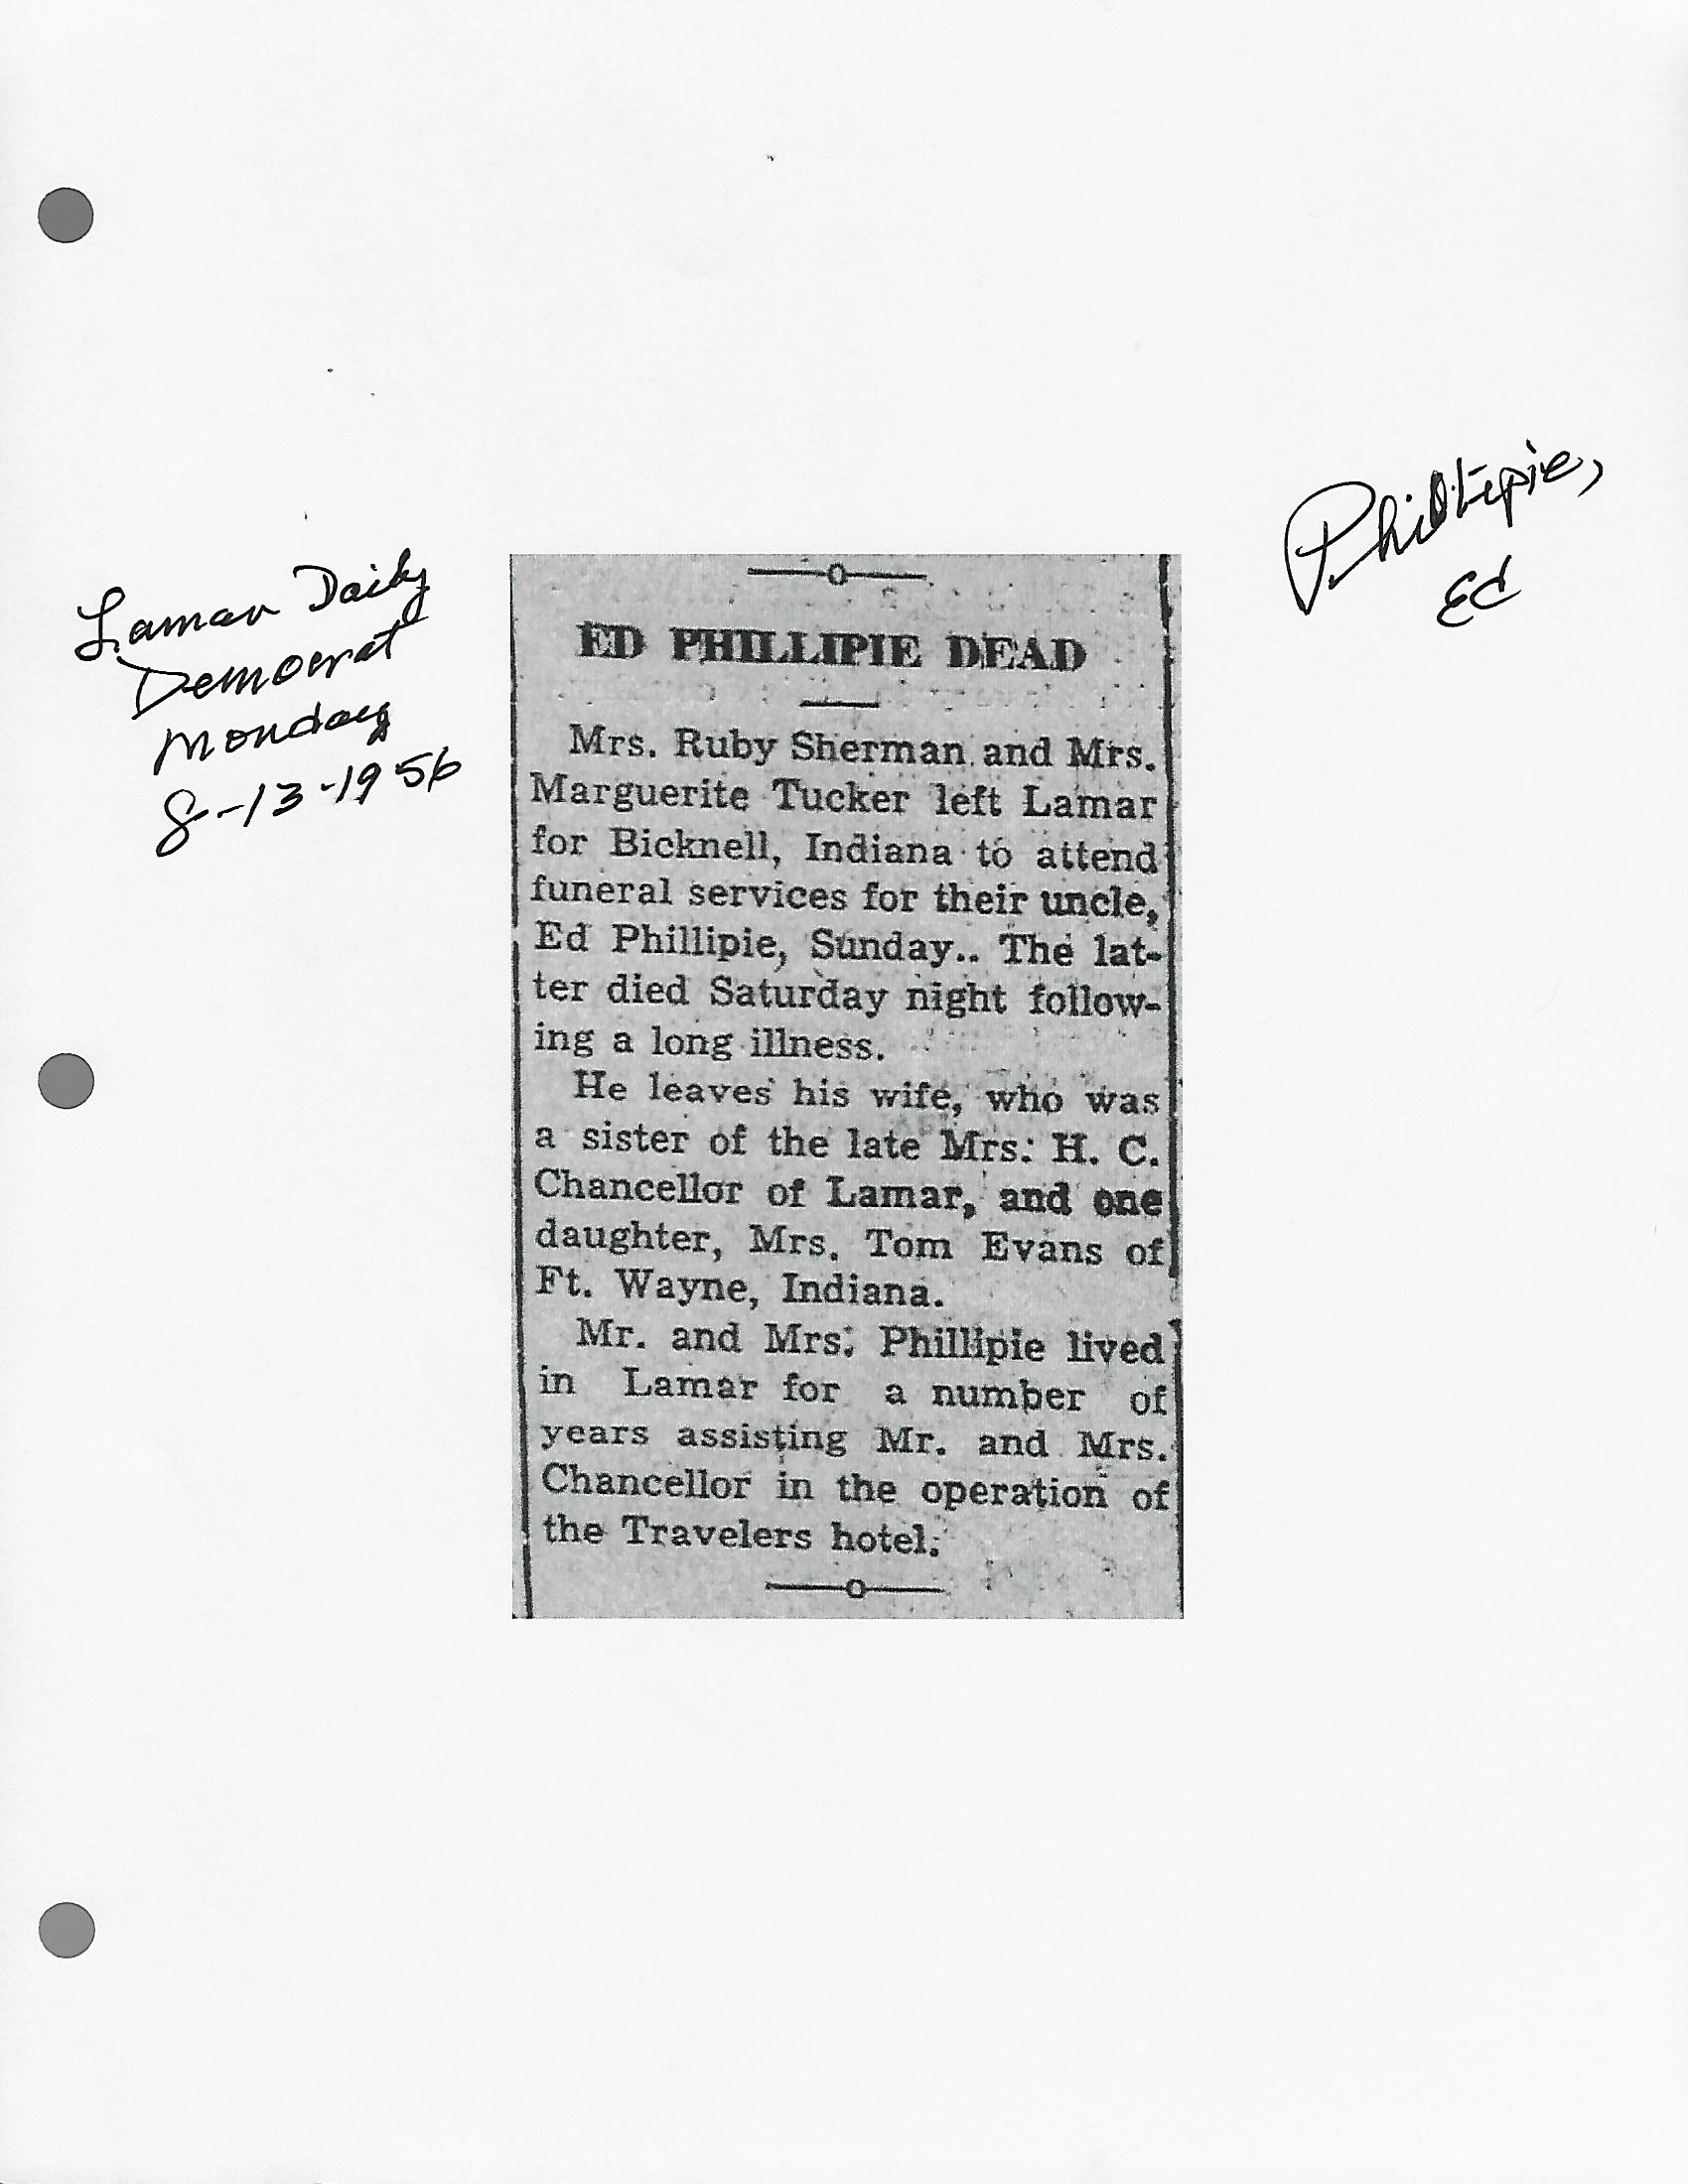 Lamar Daily
Democrat
Monday
8-13-1956
Phillipie,
Ed
ED PHILLIPIE DEAD
Mrs. Ruby Sherman and Mrs.
Marguerite Tucker left Lamar
for Bicknell, Indiana to attend
funeral services for their uncle,
Ed Phillipie, Sunday.. The lat-
ter died Saturday night follow-
ing a long illness.
He leaves his wife, who was
a sister of the late Mrs. H. C.
Chancellor of Lamar, and one
daughter, Mrs. Tom Evans of
Ft. Wayne, Indiana.
Mr. and Mrs. Phillipie lived
in Lamar for a number of
years assisting Mr. and Mrs.
Chancellor in the operation of
the Travelers hotel.